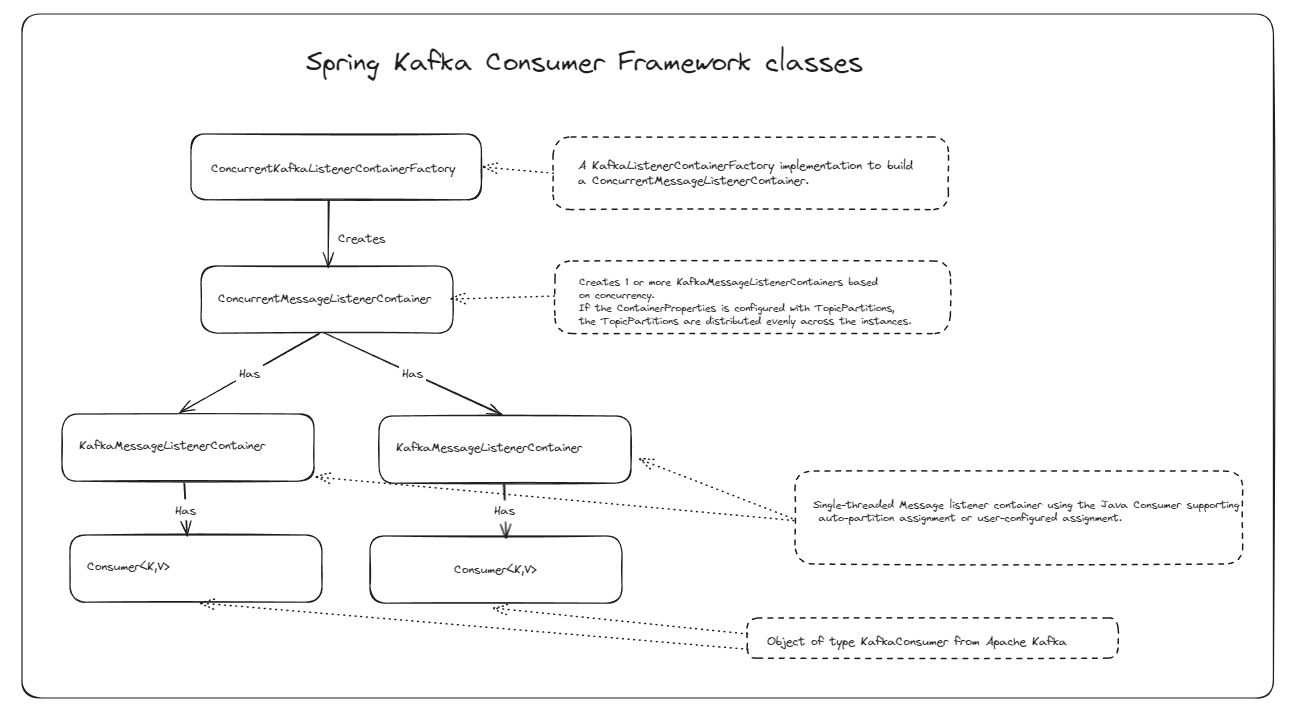 Spring Kafka Consumer Framework classes
ConcurrentKafkaListenerContainerFactory
A KafkaListenerContainerFactory implementation to build
a ConcurrentMessageListenerContainer.
Creates
ConcurrentMessageListenerContainer
Creates 1 or more KafkaMessageListenerContainers based
on concurrency.
If the ContainerProperties is configured with TopicPartitions,
the TopicPartitions are distributed evenly across the instances.
Has
Has
KafkaMessageListenerContainer
KafkaMessageListenerContainer
Single-threaded Message listener container using the Java Consumer supporting
auto-partition assignment or user-configured assignment.
Has
Has
Consumer<K,V>
Consumer<K,V>
Object of type KafkaConsumer from Apache Kafka